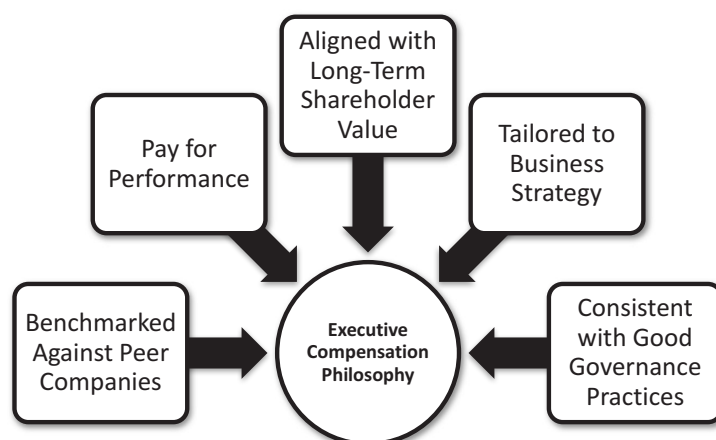 Aligned with
Long-Term
Shareholder
Value
Pay for
Performance
Tailored to
Business
Strategy
Benchmarked
Against Peer
Companies
Executive
Compensation
Philosophy
Consistent
with Good
Governance
Practices